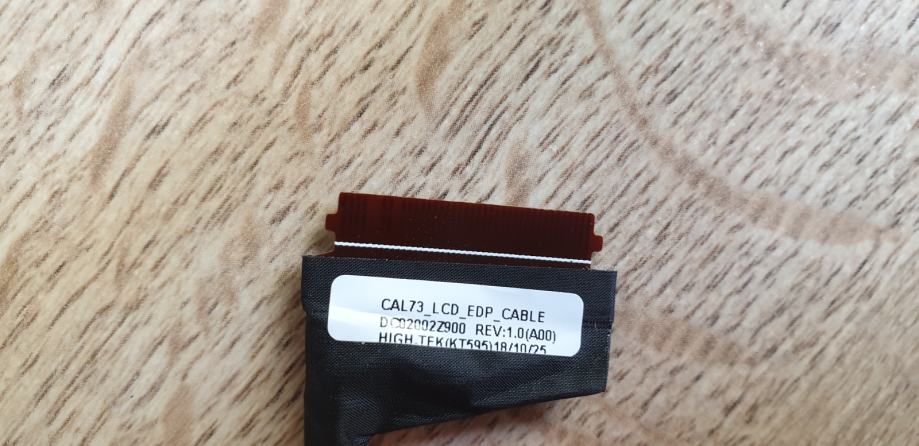 CAL73_LCD_EDP_CABLE
DC02002Z900 REV:1.0(A00)
HIGH-TEK(KT595)18/10/25